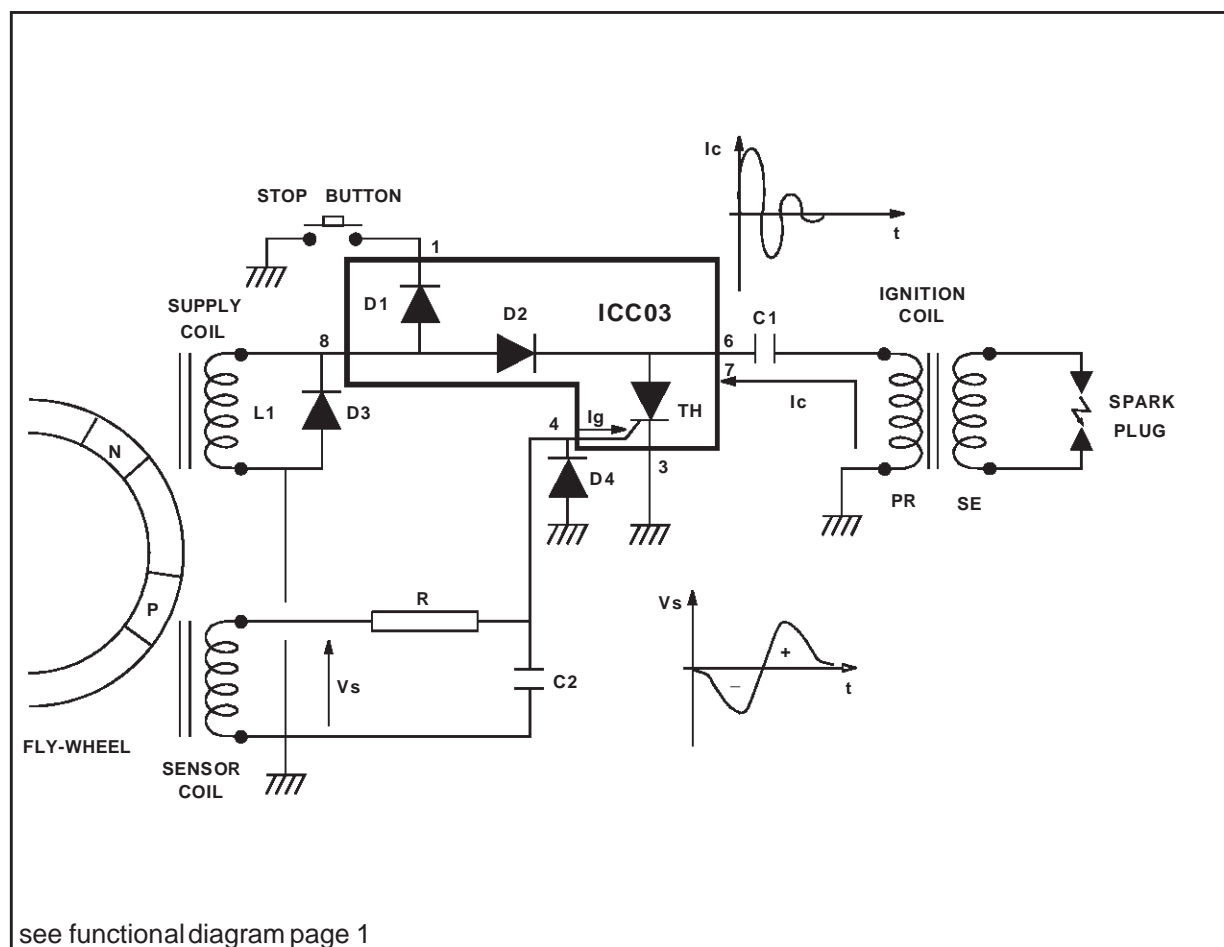 Ic
t
STOP BUTTON
1
SUPPLY
COIL
D1
D2
ICC03
C1
IGNITION
COIL
8
6
7
L1
D3
Ig
TH
Ic
SPARK
PLUG
4
N
D4
3
PR
SE
P
R
Vs
+
C2
Vs
–
t
FLY-WHEEL
SENSOR
COIL
see functional diagram page 1